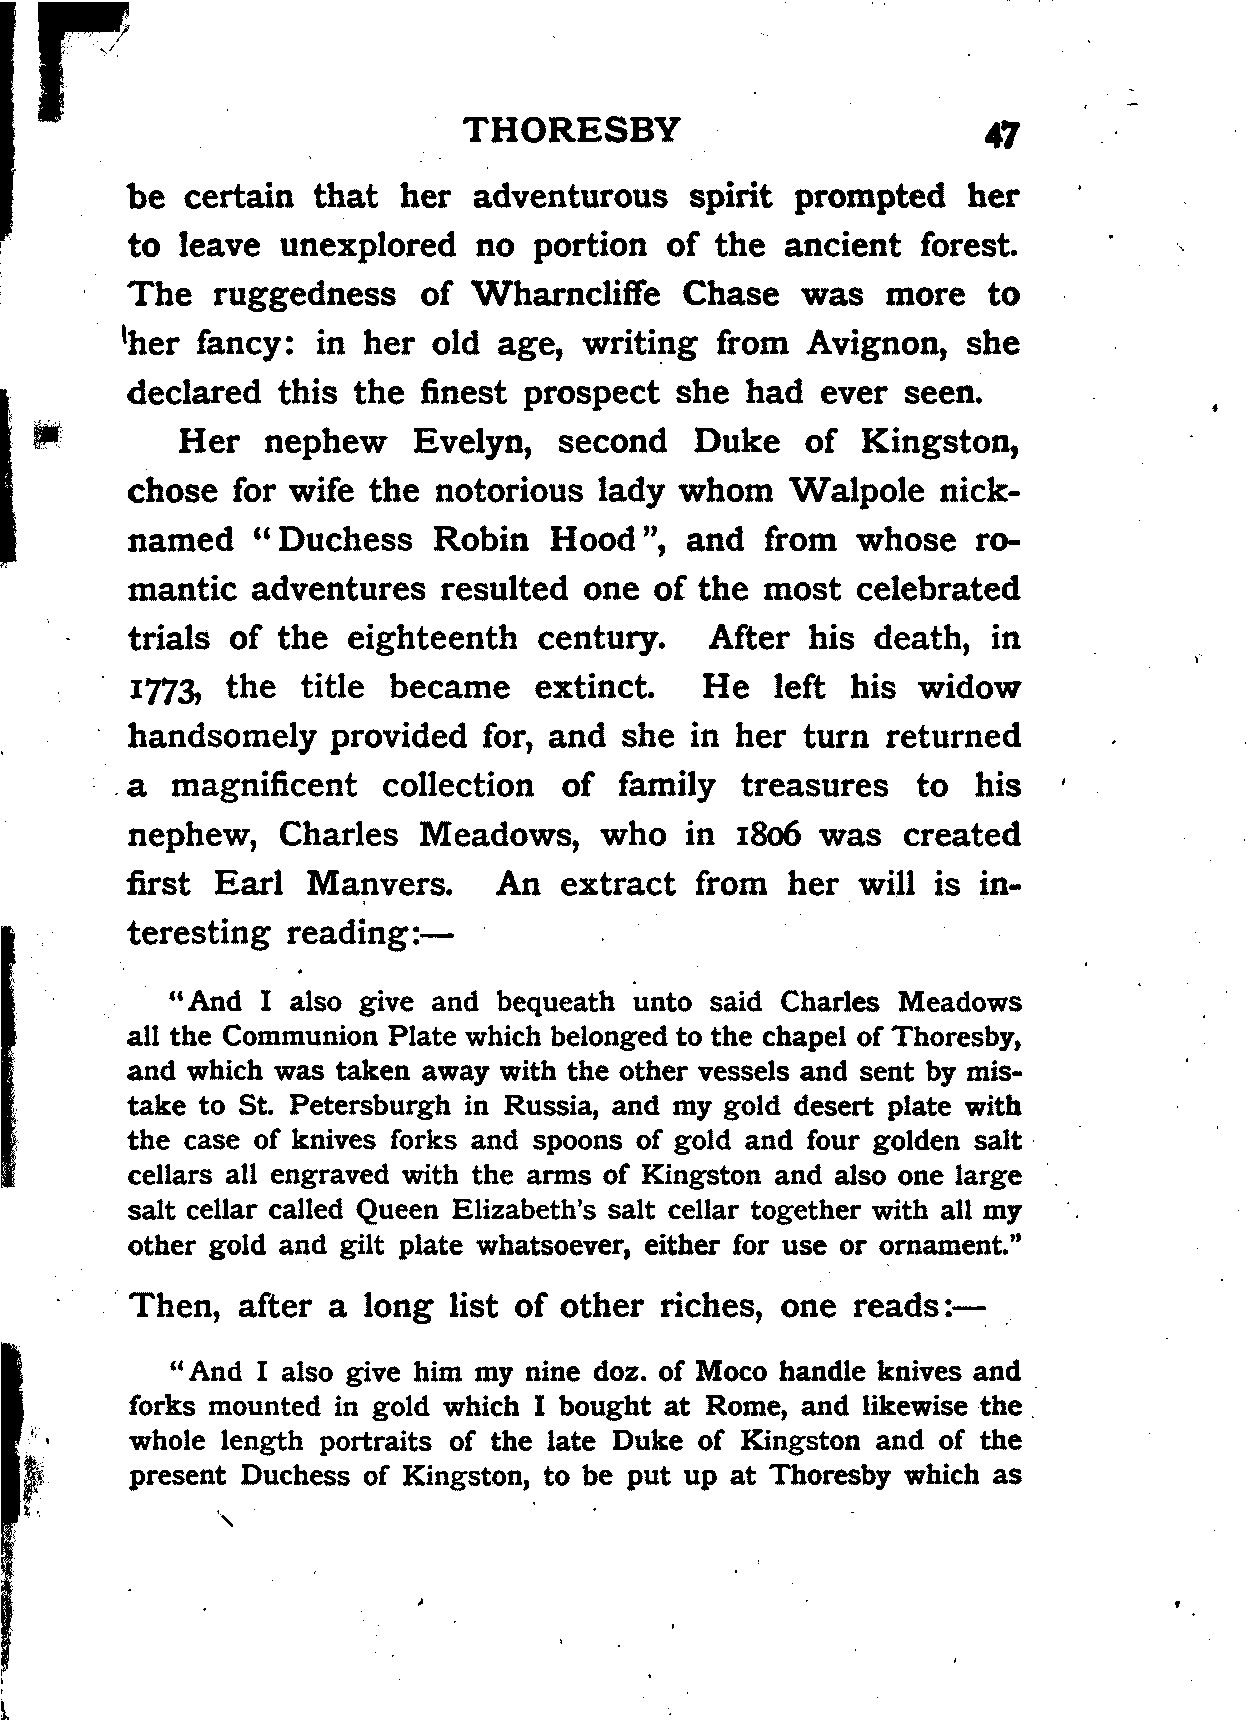 THORESBY 47
be certain that her adventurous spirit prompted her
to leave unexplored no portion of the ancient forest.
The ruggedness of Wharncliffe Chase was more to
her fancy: in her old age, writing from Avignon, she
declared this the finest prospect she had ever seen.
Her nephew Evelyn, second Duke of Kingston,
chose for wife the notorious lady whom Walpole nick-
named "Duchess Robin Hood", and from whose ro-
mantic adventures resulted one of the most celebrated
trials of the eighteenth century. After his death, in
1773, the title became extinct. He left his widow
handsomely provided for, and she in her turn returned
a magnificent collection of family treasures to his
nephew, Charles Meadows, who in 1806 was created
first Earl Manvers. An extract from her will is in-
teresting reading:—
"And I also give and bequeath unto said Charles Meadows
all the Communion Plate which belonged to the chapel of Thoresby,
and which was taken away with the other vessels and sent by mis-
take to St. Petersburgh in Russia, and my gold desert plate with
the case of knives forks and spoons of gold and four golden salt
cellars all engraved with the arms of Kingston and also one large
salt cellar called Queen Elizabeth's salt cellar together with all my
other gold and gilt plate whatsoever, either for use or ornament."
Then, after a long list of other riches, one reads:—
"And I also give him my nine doz. of Moco handle knives and
forks mounted in gold which I bought at Rome, and likewise the
whole length portraits of the late Duke of Kingston and of the
present Duchess of Kingston, to be put up at Thoresby which as